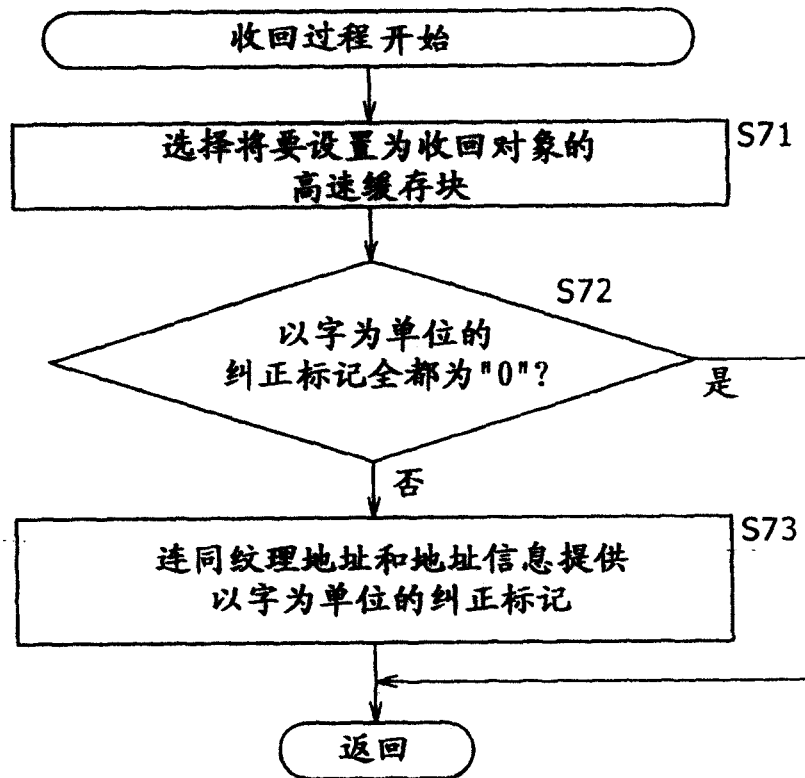 收回过程开始
选择将要设置为收回对象的
高速缓存块
S71
S72
以字为单位的
纠正标记全都为"0"?
是
否
连同纹理地址和地址信息提供
以字为单位的纠正标记
S73
返回